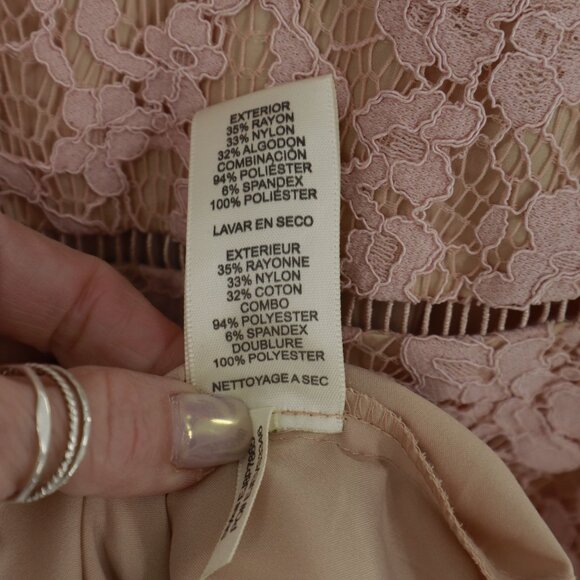 EXTERIOR
35% RAYON
33% NYLON
32% ALGODON
COMBINACIÓN
94% POLIÉSTER
6% SPANDEX
100% POLIÉSTER
LAVAR EN SECO
EXTERIEUR
35% RAYONNE
33% NYLON
32% COTON
COMBO
94% POLYESTER
6% SPANDEX
DOUBLURE
100% POLYESTER
NETTOYAGE A SEC